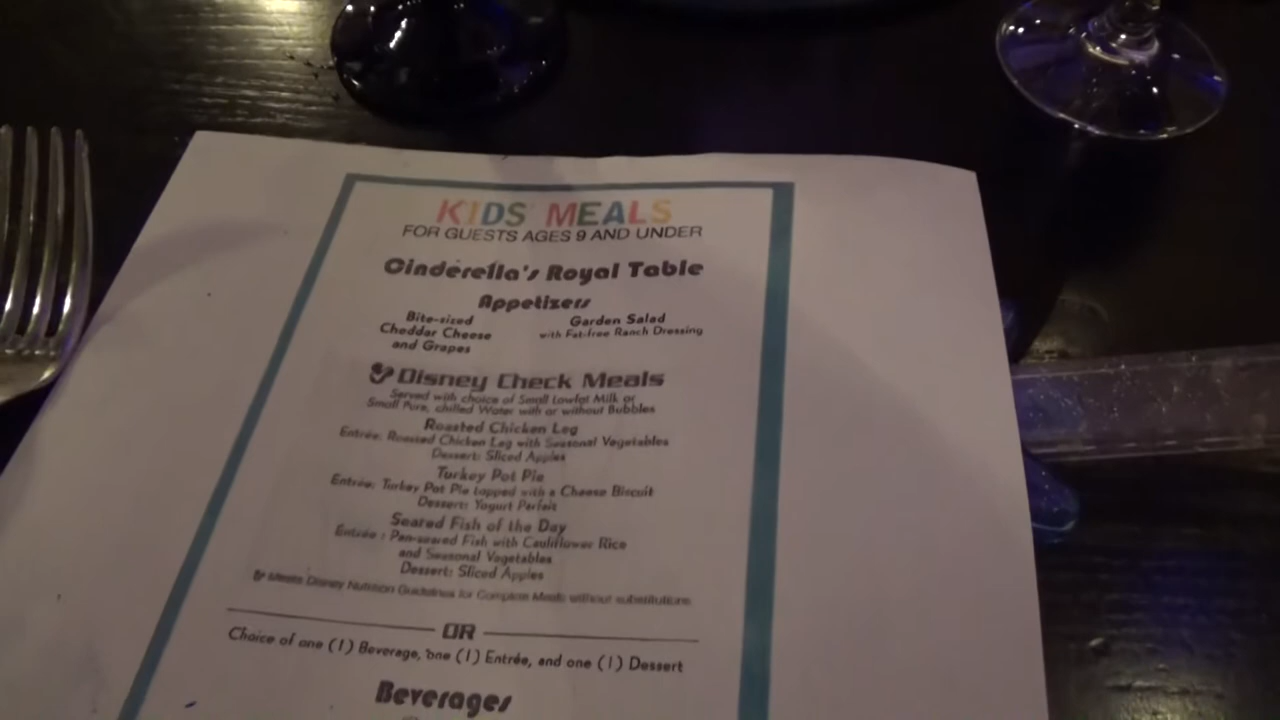 KIDS' MEALS
FOR GUESTS AGES 9 AND UNDER
Cinderella's Royal Table
Appetizers
Bite-sized
Cheddar Cheese
and Grapes
Garden Salad
with Fat-free Ranch Dressing
Disney Check Meals
Served with choice of Small Lowfat Milk or
Small Pure, chilled Water with or without Bubbles
Roasted Chicken Leg
Entrée: Roasted Chicken Leg with Seasonal Vegetables
Dessert: Sliced Apples
Turkey Pot Pie
Entrée: Turkey Pot Pie topped with a Cheese Biscuit
Dessert: Yogurt Parfait
Seared Fish of the Day
Entrée : Pan-seared Fish with Cauliflower Rice
and Seasonal Vegetables
Dessert: Sliced Apples
Meets Disney Nutrition Guidelines for Complete Meals without substitutions.
OR
Choice of one (1) Beverage, one (1) Entrée, and one (1) Dessert
Beverages